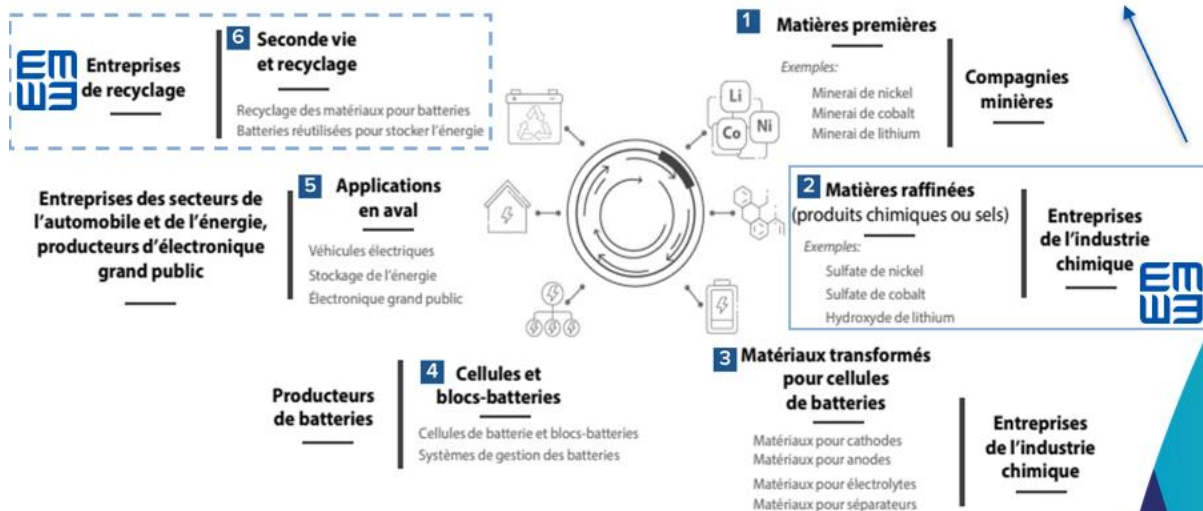 1 Matières premières
Exemples:
Minerai de nickel
Minerai de cobalt
Minerai de lithium
Compagnies
minières
Li
Co
Ni
2 Matières raffinées
(produits chimiques ou sels)
Exemples:
Sulfate de nickel
Sulfate de cobalt
Hydroxyde de lithium
Entreprises
de l'industrie
chimique
3 Matériaux transformés
pour cellules
de batteries
Matériaux pour cathodes
Matériaux pour anodes
Matériaux pour électrolytes
Matériaux pour séparateurs
Entreprises
de l'industrie
chimique
4 Cellules et
blocs-batteries
Cellules de batterie et blocs-batteries
Systèmes de gestion des batteries
Producteurs
de batteries
5 Applications
en aval
Véhicules électriques
Stockage de l'énergie
Électronique grand public
Entreprises des secteurs de
l'automobile et de l'énergie,
producteurs d'électronique
grand public
6 Seconde vie
et recyclage
Recyclage des matériaux pour batteries
Batteries réutilisées pour stocker l'énergie
Entreprises
de recyclage